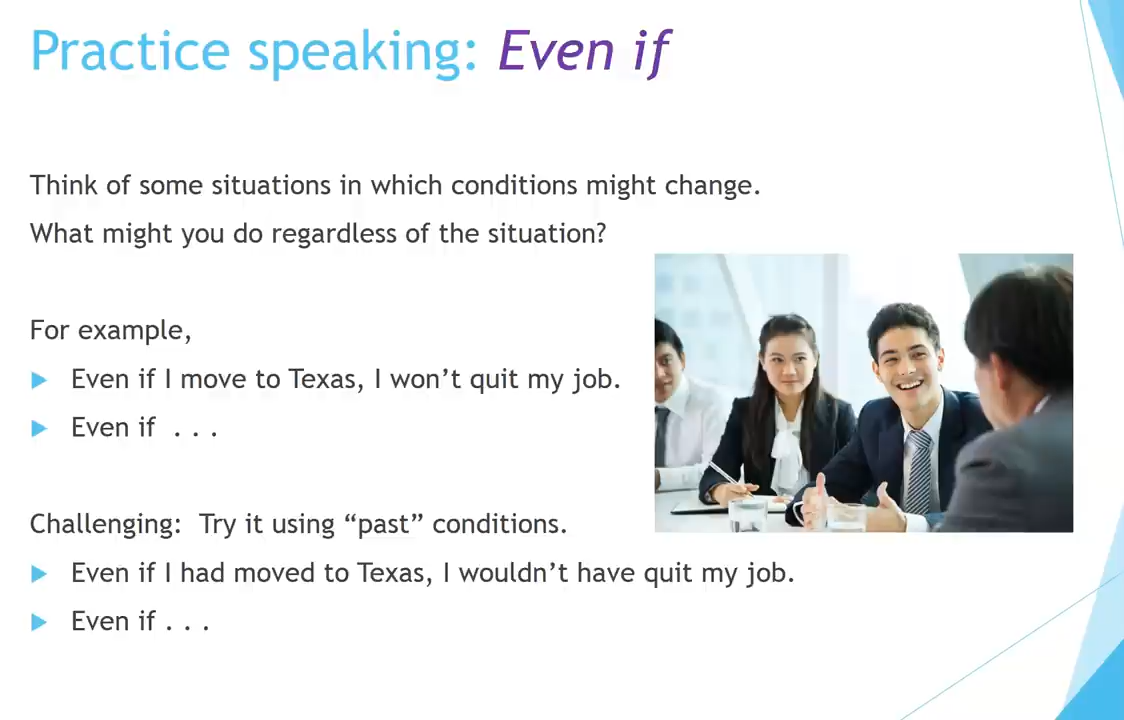 Practice speaking: Even if
Think of some situations in which conditions might change.
What might you do regardless of the situation?
For example,
Even if I move to Texas, I won’t quit my job.
Even if  . . .
Challenging:  Try it using “past” conditions.
Even if I had moved to Texas, I wouldn’t have quit my job.
Even if . . .